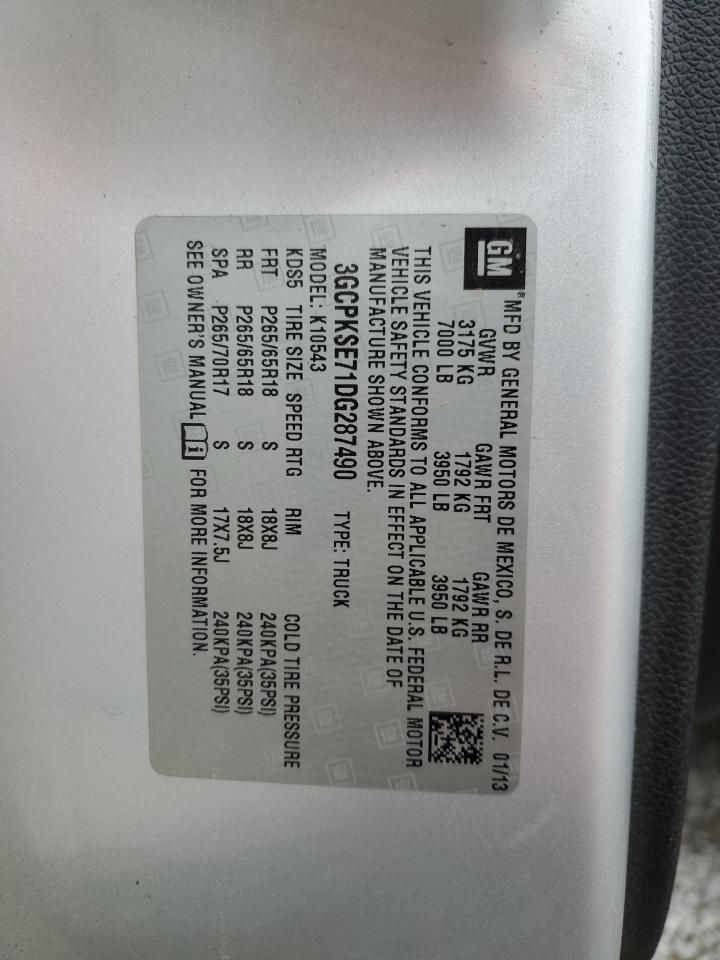 GM
®MFD BY GENERAL MOTORS DE MEXICO, S. DE R.L. DE C.V. 01/13
GVWR GAWR FRT GAWR RR
3175 KG 1792 KG 1792 KG
7000 LB 3950 LB 3950 LB
THIS VEHICLE CONFORMS TO ALL APPLICABLE U.S. FEDERAL MOTOR
VEHICLE SAFETY STANDARDS IN EFFECT ON THE DATE OF
MANUFACTURE SHOWN ABOVE.
3GCPKSE71DG287490 TYPE: TRUCK
MODEL: K10543
KDS5 TIRE SIZE SPEED RTG RIM COLD TIRE PRESSURE
FRT P265/65R18 S 18X8J 240KPA(35PSI)
RR P265/65R18 S 18X8J 240KPA(35PSI)
SPA P265/70R17 S 17X7.5J 240KPA(35PSI)
SEE OWNER'S MANUAL i FOR MORE INFORMATION.